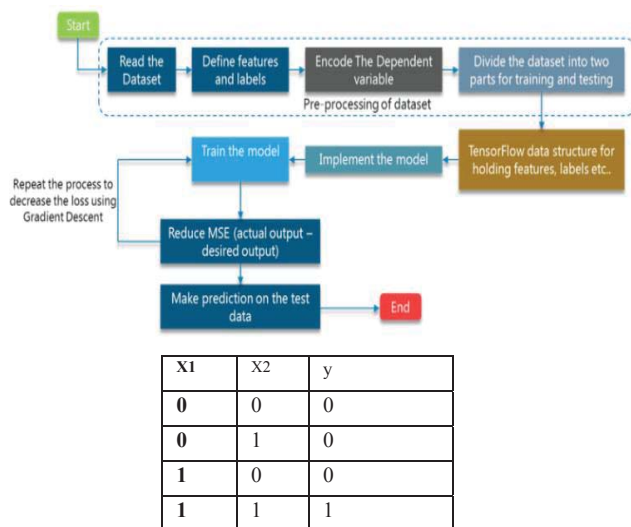 Start
Read the
Dataset
Define features
and labels
Encode The Dependent
variable
Divide the dataset into two
parts for training and testing
Pre-processing of dataset
Train the model
Implement the model
TensorFlow data structure for
holding features, labels etc..
Repeat the process to
decrease the loss using
Gradient Descent
Reduce MSE (actual output –
desired output)
Make prediction on the test
data
End
X1 X2 y
0 0 0
0 1 0
1 0 0
1 1 1